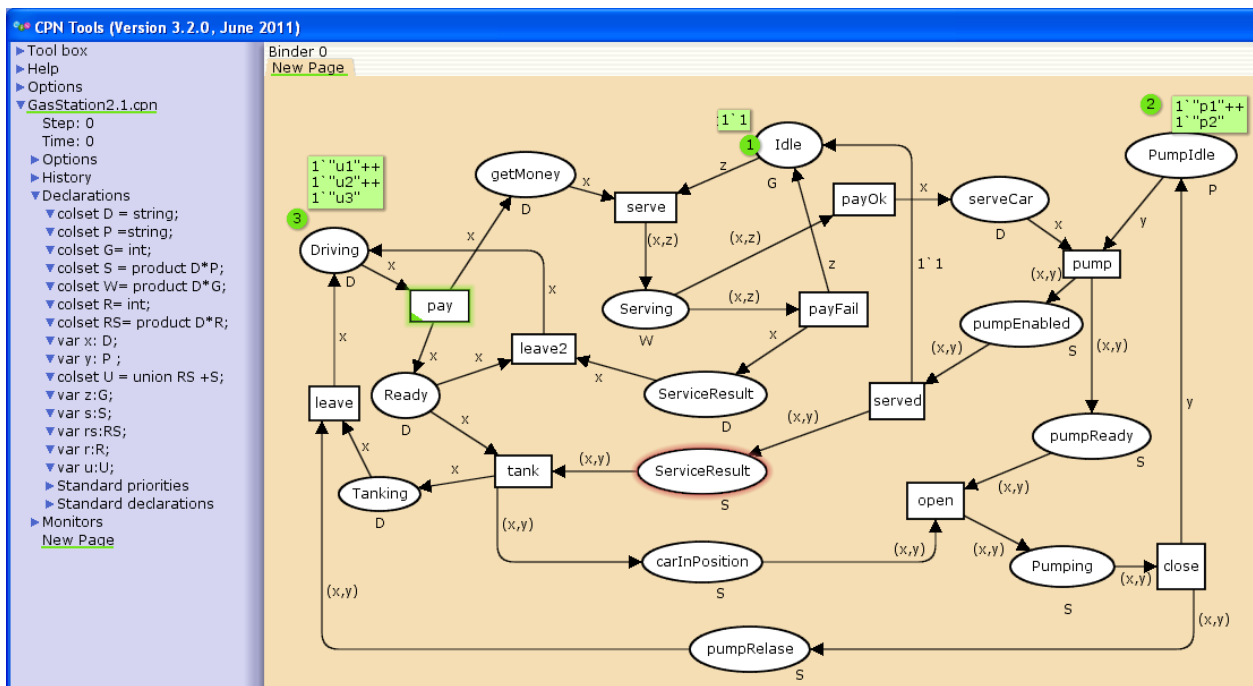 CPN Tools (Version 3.2.0, June 2011)
Tool box
Help
Options
GasStation2.1.cpn
Step: 0
Time: 0
Options
History
Declarations
colset D = string;
colset P =string;
colset G= int;
colset S = product D*P;
colset W= product D*G;
colset R= int;
colset RS= product D*R;
var x: D;
var y: P ;
colset U = union RS +S;
var z:G;
var s:S;
var rs:RS;
var r:R;
var u:U;
Standard priorities
Standard declarations
Monitors
New Page
Binder 0
New Page
2
1`"p1"++
1`"p2"
1`1
1
Idle
G
PumpIdle
P
1`"u1"++
1`"u2"++
1`"u3"
3
getMoney
D
x
z
serve
payOk
x
serveCar
D
x
y
Driving
D
x
x
(x,z)
(x,z)
z
1`1
pump
(x,y)
pay
Serving
W
(x,z)
payFail
pumpEnabled
S
x
x
x
leave2
x
(x,y)
(x,y)
y
leave
Ready
D
x
x
ServiceResult
D
served
(x,y)
pumpReady
S
x
tank
(x,y)
ServiceResult
S
(x,y)
Tanking
D
x
open
(x,y)
carInPosition
S
(x,y)
(x,y)
Pumping
S
(x,y)
close
(x,y)
(x,y)
pumpRelase
S